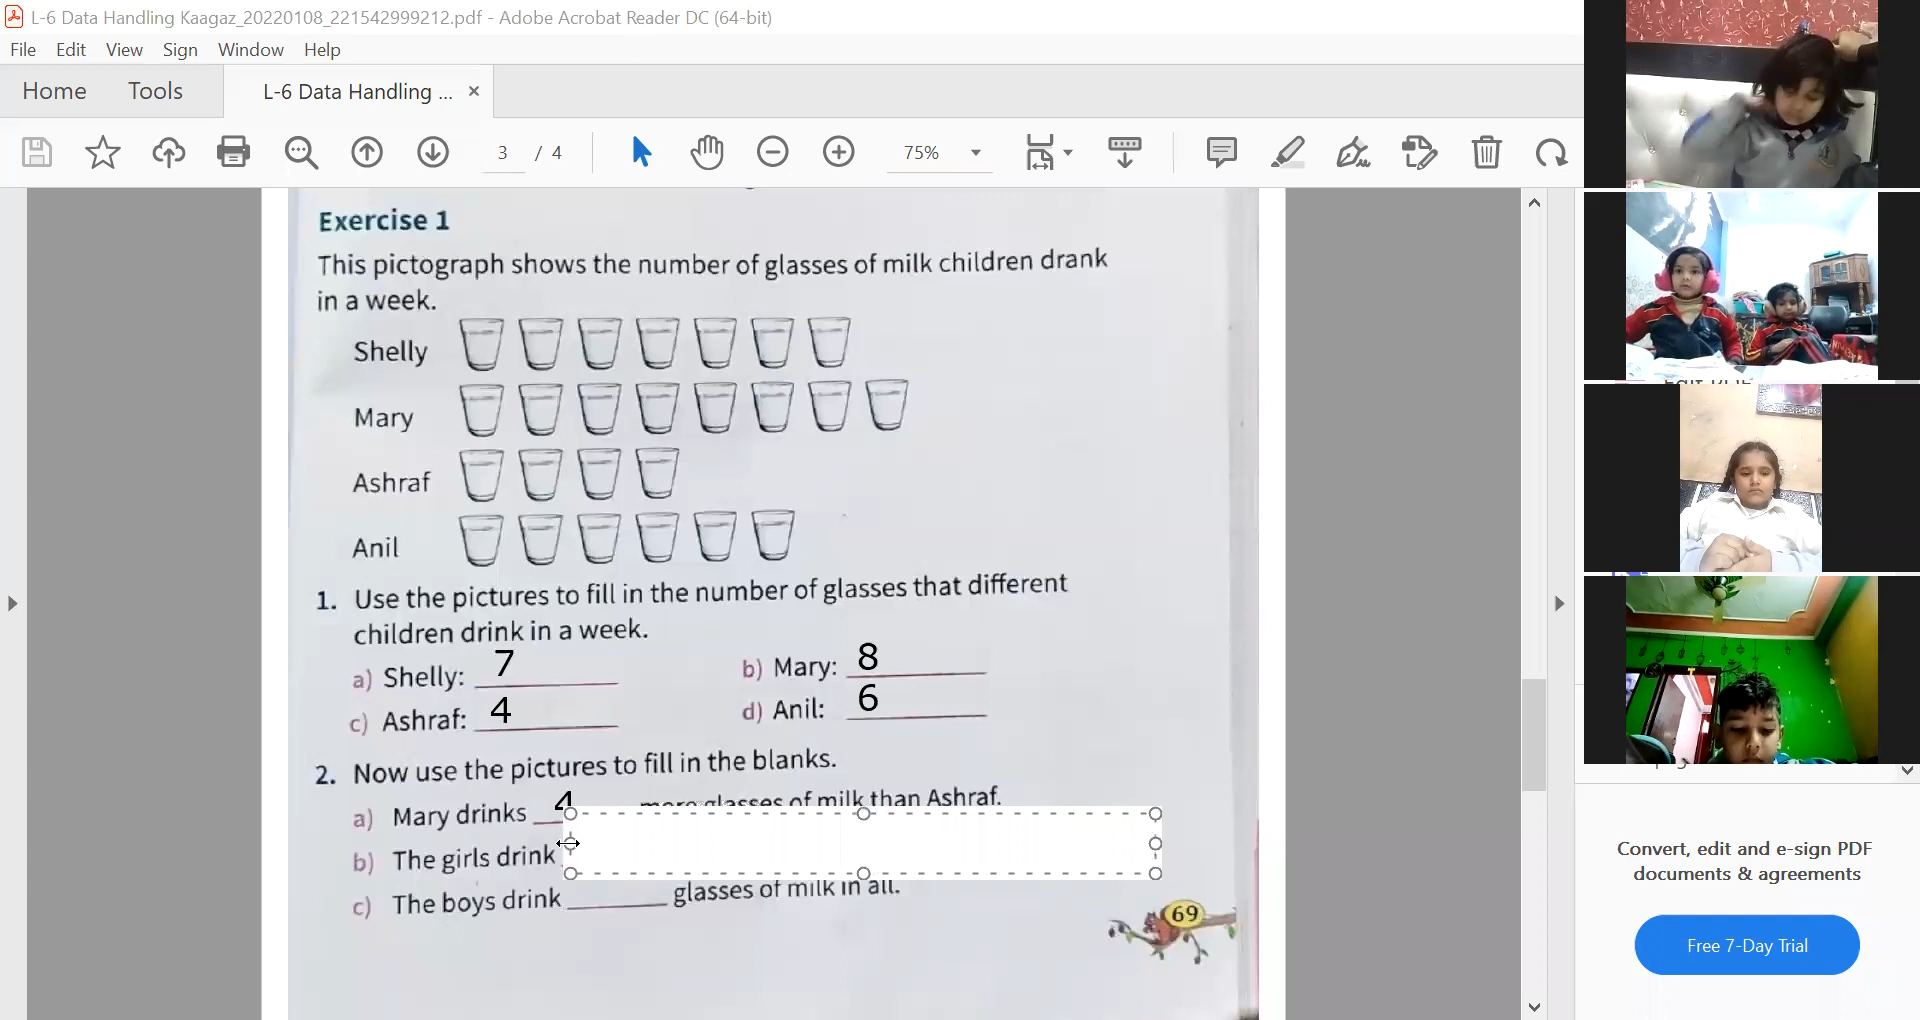 L-6 Data Handling Kaagaz_20220108_221542999212.pdf - Adobe Acrobat Reader DC (64-bit)
File Edit View Sign Window Help
Home Tools L-6 Data Handling ... ×
3 / 4 75%
Exercise 1
This pictograph shows the number of glasses of milk children drank
in a week.
Shelly
Mary
Ashraf
Anil
1. Use the pictures to fill in the number of glasses that different
children drink in a week.
a) Shelly: 7 b) Mary: 8
c) Ashraf: 4 d) Anil: 6
2. Now use the pictures to fill in the blanks.
a) Mary drinks 4 more glasses of milk than Ashraf.
b) The girls drink
c) The boys drink ______ glasses of milk in all.
69
Edit PDF
Convert, edit and e-sign PDF
documents & agreements
Free 7-Day Trial